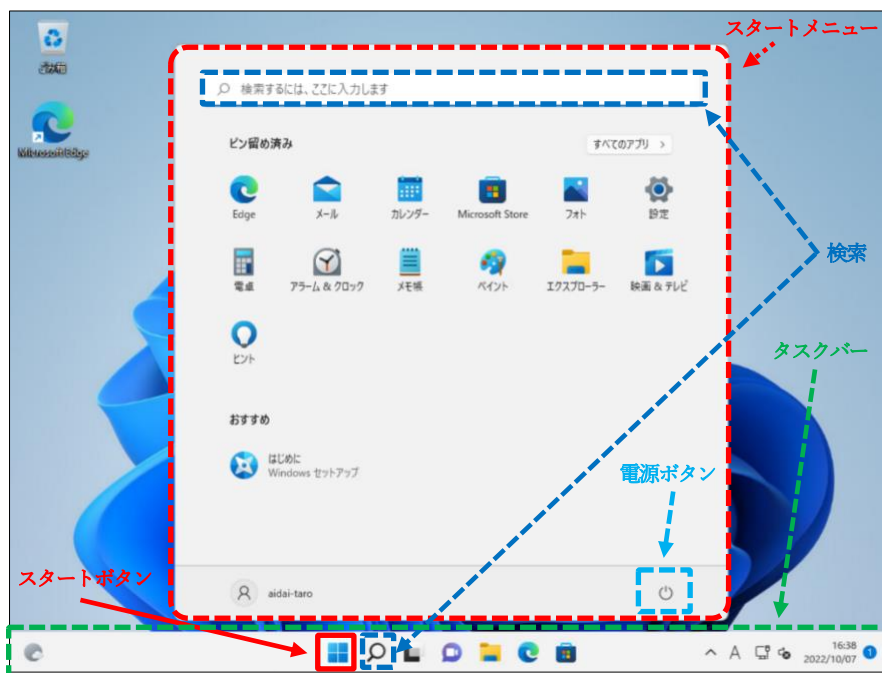 スタートメニュー
ごみ箱
Microsoft Edge
検索するには、ここに入力します
ピン留め済み
すべてのアプリ >
Edge
メール
カレンダー
Microsoft Store
フォト
設定
検索
電卓
アラーム & クロック
メモ帳
ペイント
エクスプローラー
映画 & テレビ
タスクバー
ヒント
おすすめ
はじめに
Windows セットアップ
電源ボタン
スタートボタン
aidai-taro
A
16:38
2022/10/07
1